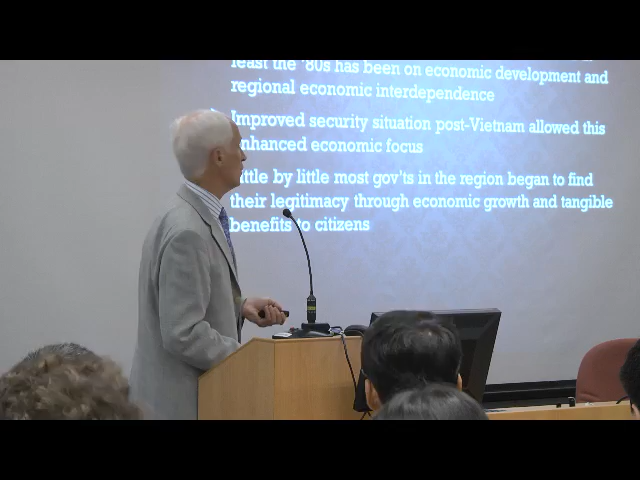 least the '80s has been on economic development and
regional economic interdependence
Improved security situation post-Vietnam allowed this
enhanced economic focus
Little by little most gov'ts in the region began to find
their legitimacy through economic growth and tangible
benefits to citizens